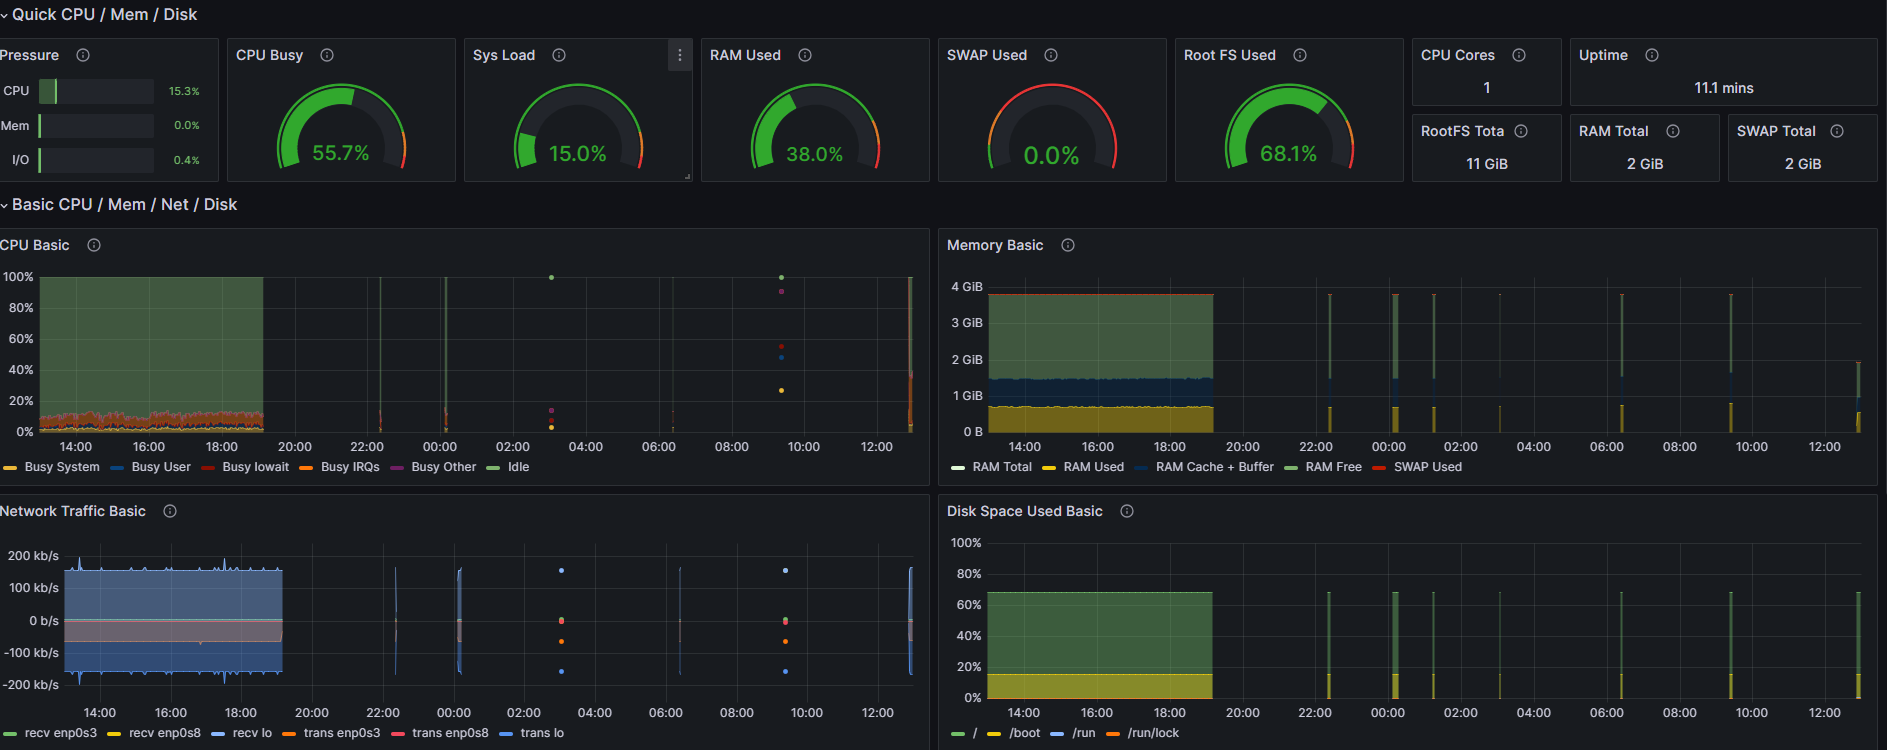 Quick CPU / Mem / Disk
Pressure
CPU 15.3%
Mem 0.0%
I/O 0.4%
CPU Busy
55.7%
Sys Load
15.0%
RAM Used
38.0%
SWAP Used
0.0%
Root FS Used
68.1%
CPU Cores
1
Uptime
11.1 mins
RootFS Tota
11 GiB
RAM Total
2 GiB
SWAP Total
2 GiB
Basic CPU / Mem / Net / Disk
CPU Basic
100%
80%
60%
40%
20%
0%
14:00 16:00 18:00 20:00 22:00 00:00 02:00 04:00 06:00 08:00 10:00 12:00
Busy System Busy User Busy Iowait Busy IRQs Busy Other Idle
Memory Basic
4 GiB
3 GiB
2 GiB
1 GiB
0 B
14:00 16:00 18:00 20:00 22:00 00:00 02:00 04:00 06:00 08:00 10:00 12:00
RAM Total RAM Used RAM Cache + Buffer RAM Free SWAP Used
Network Traffic Basic
200 kb/s
100 kb/s
0 b/s
-100 kb/s
-200 kb/s
14:00 16:00 18:00 20:00 22:00 00:00 02:00 04:00 06:00 08:00 10:00 12:00
recv enp0s3 recv enp0s8 recv lo trans enp0s3 trans enp0s8 trans lo
Disk Space Used Basic
100%
80%
60%
40%
20%
0%
14:00 16:00 18:00 20:00 22:00 00:00 02:00 04:00 06:00 08:00 10:00 12:00
/ /boot /run /run/lock